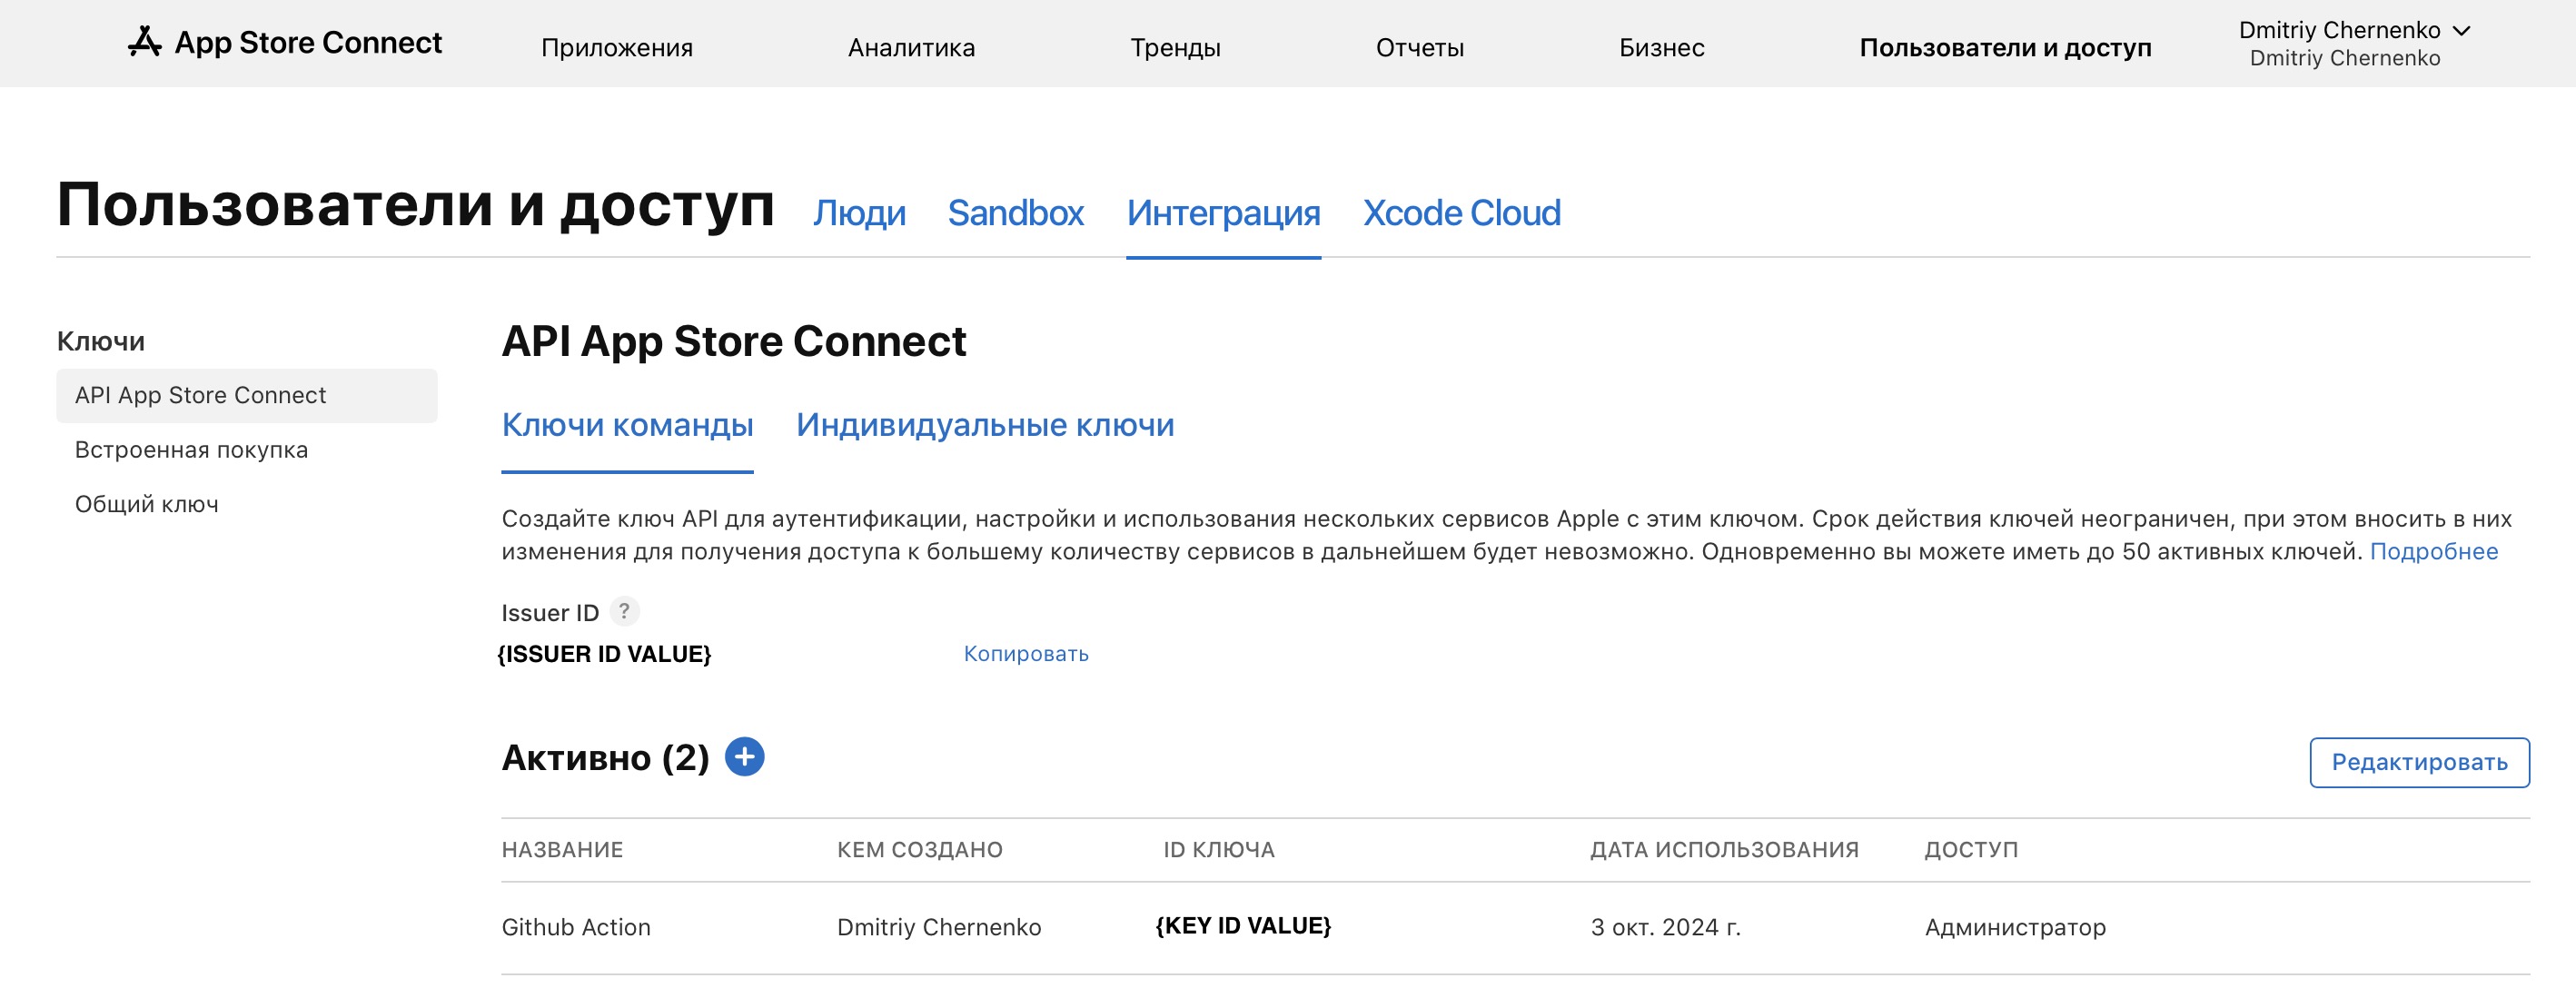 App Store Connect
Приложения
Аналитика
Тренды
Отчеты
Бизнес
Пользователи и доступ
Dmitriy Chernenko
Dmitriy Chernenko
Пользователи и доступ
Люди
Sandbox
Интеграция
Xcode Cloud
Ключи
API App Store Connect
Встроенная покупка
Общий ключ
API App Store Connect
Ключи команды
Индивидуальные ключи
Создайте ключ API для аутентификации, настройки и использования нескольких сервисов Apple с этим ключом. Срок действия ключей неограничен, при этом вносить в них
изменения для получения доступа к большему количеству сервисов в дальнейшем будет невозможно. Одновременно вы можете иметь до 50 активных ключей. Подробнее
Issuer ID ?
{ISSUER ID VALUE}
Копировать
Активно (2)
Редактировать
НАЗВАНИЕ
КЕМ СОЗДАНО
ID КЛЮЧА
ДАТА ИСПОЛЬЗОВАНИЯ
ДОСТУП
Github Action
Dmitriy Chernenko
{KEY ID VALUE}
3 окт. 2024 г.
Администратор